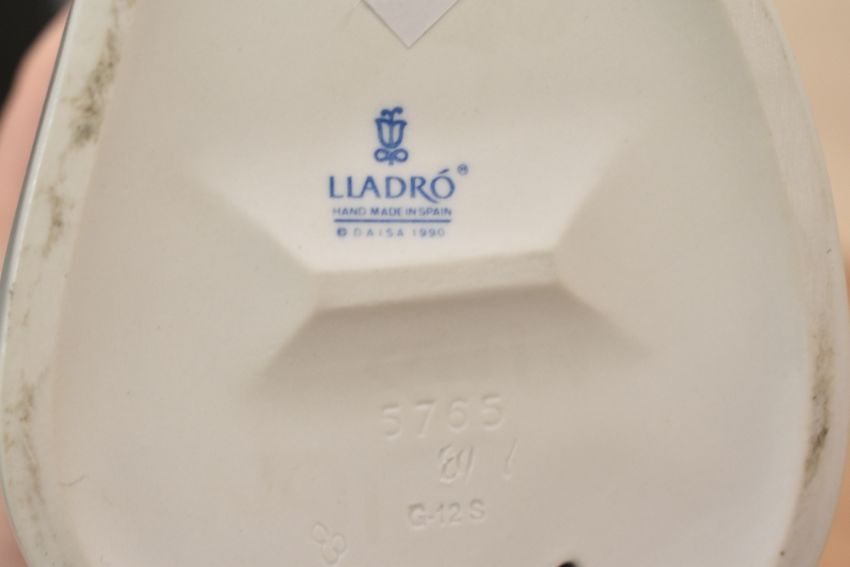 LLADRÓ®
HAND MADE IN SPAIN
© DAISA 1990
5765
G-12 S